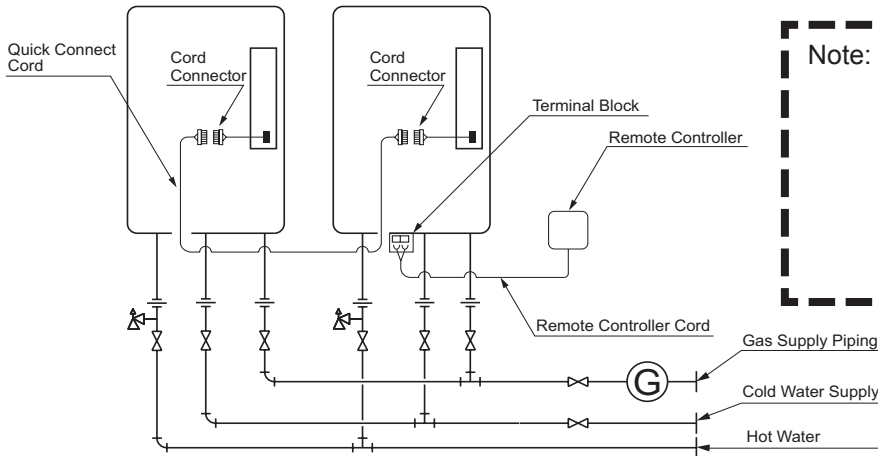 Quick Connect
Cord
Cord
Connector
Cord
Connector
Terminal Block
Remote Controller
Note:
Remote Controller Cord
Gas Supply Piping
G
Cold Water Supply
Hot Water